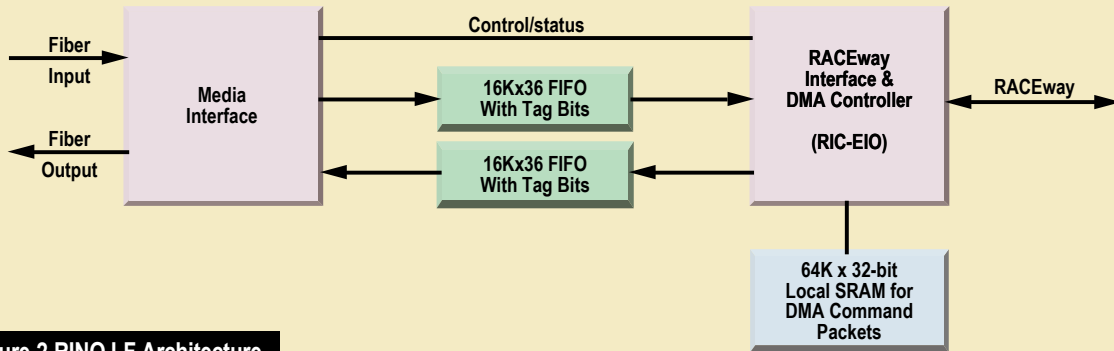 Control/status
Fiber
Input
Media
Interface
16Kx36 FIFO
With Tag Bits
RACEway
Interface &
DMA Controller
(RIC-EIO)
RACEway
Fiber
Output
16Kx36 FIFO
With Tag Bits
64K x 32-bit
Local SRAM for
DMA Command
Packets